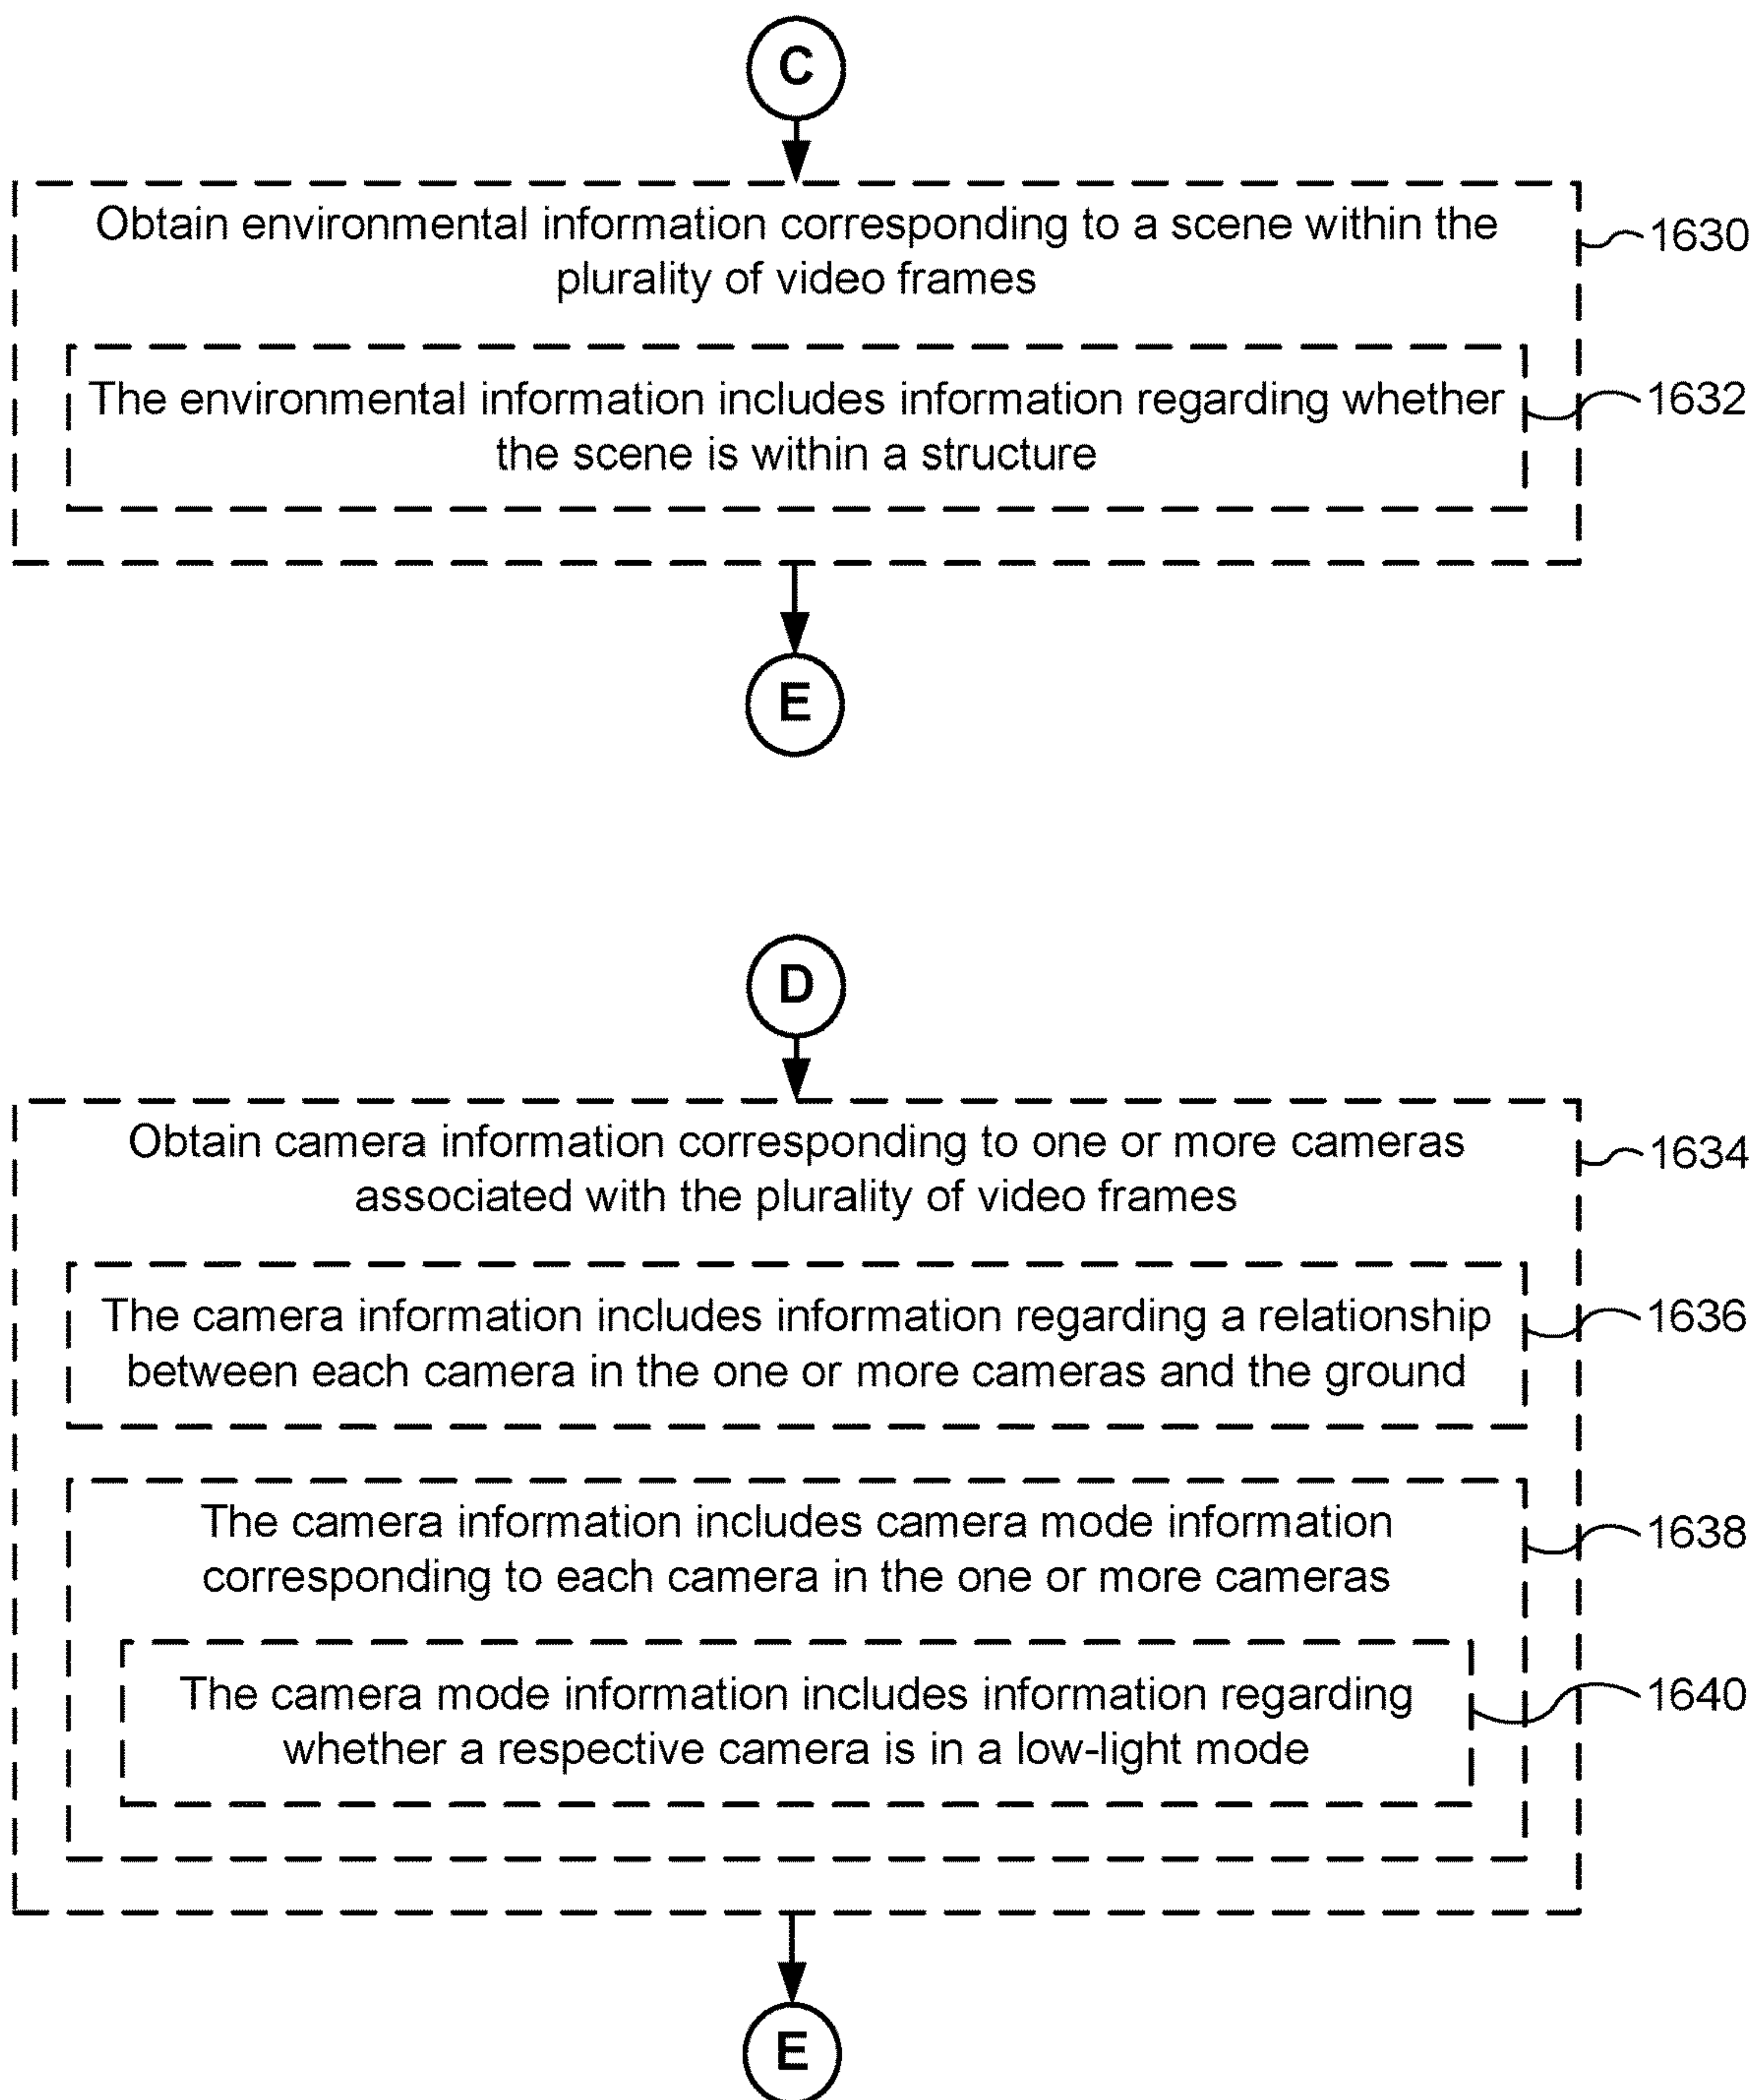 C
Obtain environmental information corresponding to a scene within the
plurality of video frames
1630
The environmental information includes information regarding whether
the scene is within a structure
1632
E
D
Obtain camera information corresponding to one or more cameras
associated with the plurality of video frames
1634
The camera information includes information regarding a relationship
between each camera in the one or more cameras and the ground
1636
The camera information includes camera mode information
corresponding to each camera in the one or more cameras
1638
The camera mode information includes information regarding
whether a respective camera is in a low-light mode
1640
E